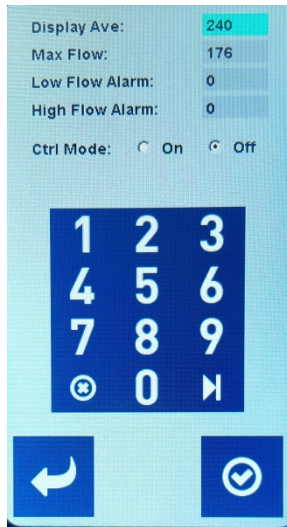 Display Ave: 240
Max Flow: 176
Low Flow Alarm: 0
High Flow Alarm: 0
Ctrl Mode: On Off
1 2 3
4 5 6
7 8 9
0